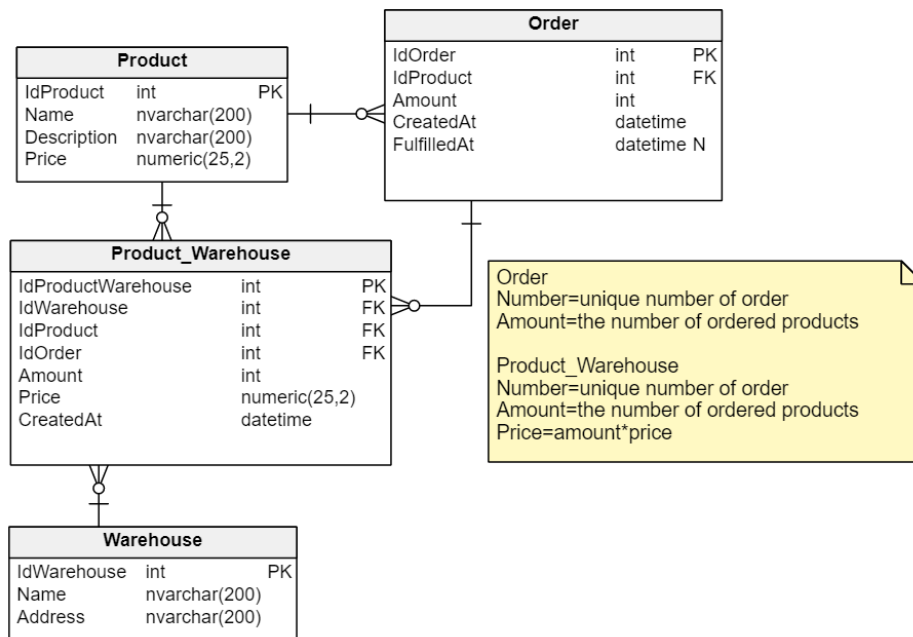 Product
IdProduct int PK
Name nvarchar(200)
Description nvarchar(200)
Price numeric(25,2)
Order
IdOrder int PK
IdProduct int FK
Amount int
CreatedAt datetime
FulfilledAt datetime N
Product_Warehouse
IdProductWarehouse int PK
IdWarehouse int FK
IdProduct int FK
IdOrder int FK
Amount int
Price numeric(25,2)
CreatedAt datetime
Order
Number=unique number of order
Amount=the number of ordered products
Product_Warehouse
Number=unique number of order
Amount=the number of ordered products
Price=amount*price
Warehouse
IdWarehouse int PK
Name nvarchar(200)
Address nvarchar(200)